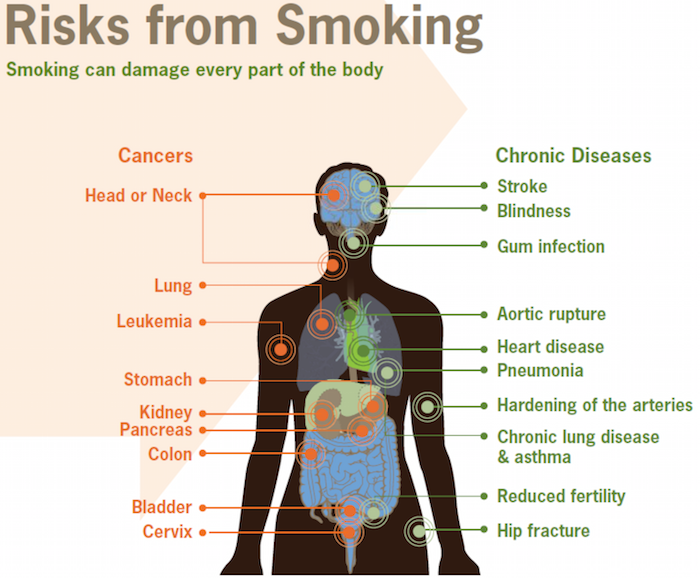 Risks from Smoking
Smoking can damage every part of the body
Cancers
Head or Neck
Lung
Leukemia
Stomach
Kidney
Pancreas
Colon
Bladder
Cervix
Chronic Diseases
Stroke
Blindness
Gum infection
Aortic rupture
Heart disease
Pneumonia
Hardening of the arteries
Chronic lung disease
& asthma
Reduced fertility
Hip fracture